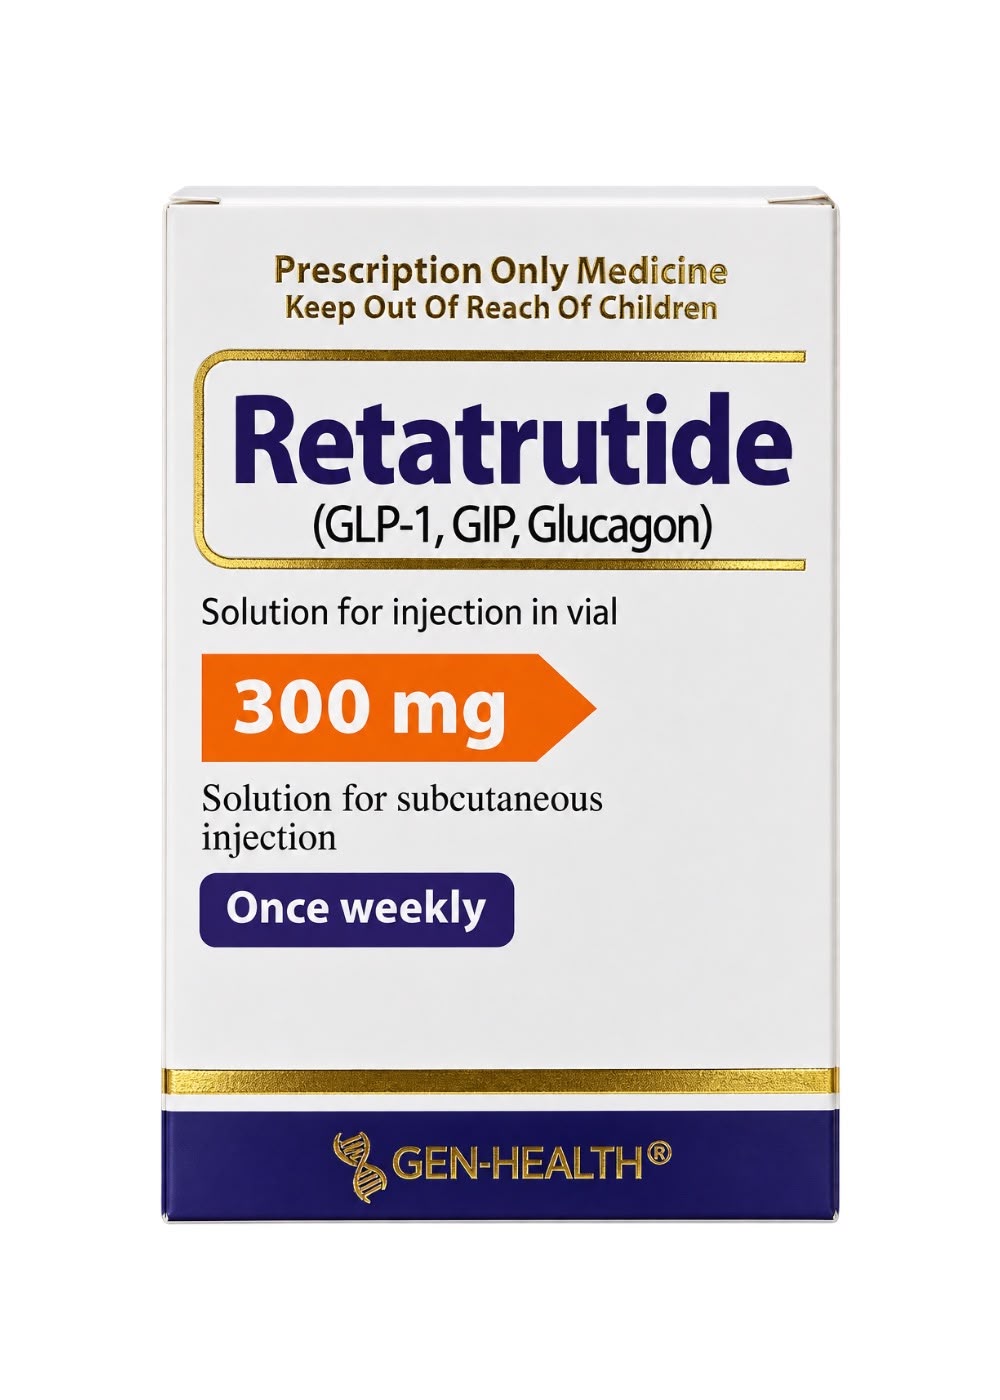 Prescription Only Medicine
Keep Out Of Reach Of Children
Retatrutide
(GLP-1, GIP, Glucagon)
Solution for injection in vial
300 mg
Solution for subcutaneous
injection
Once weekly
GEN-HEALTH®